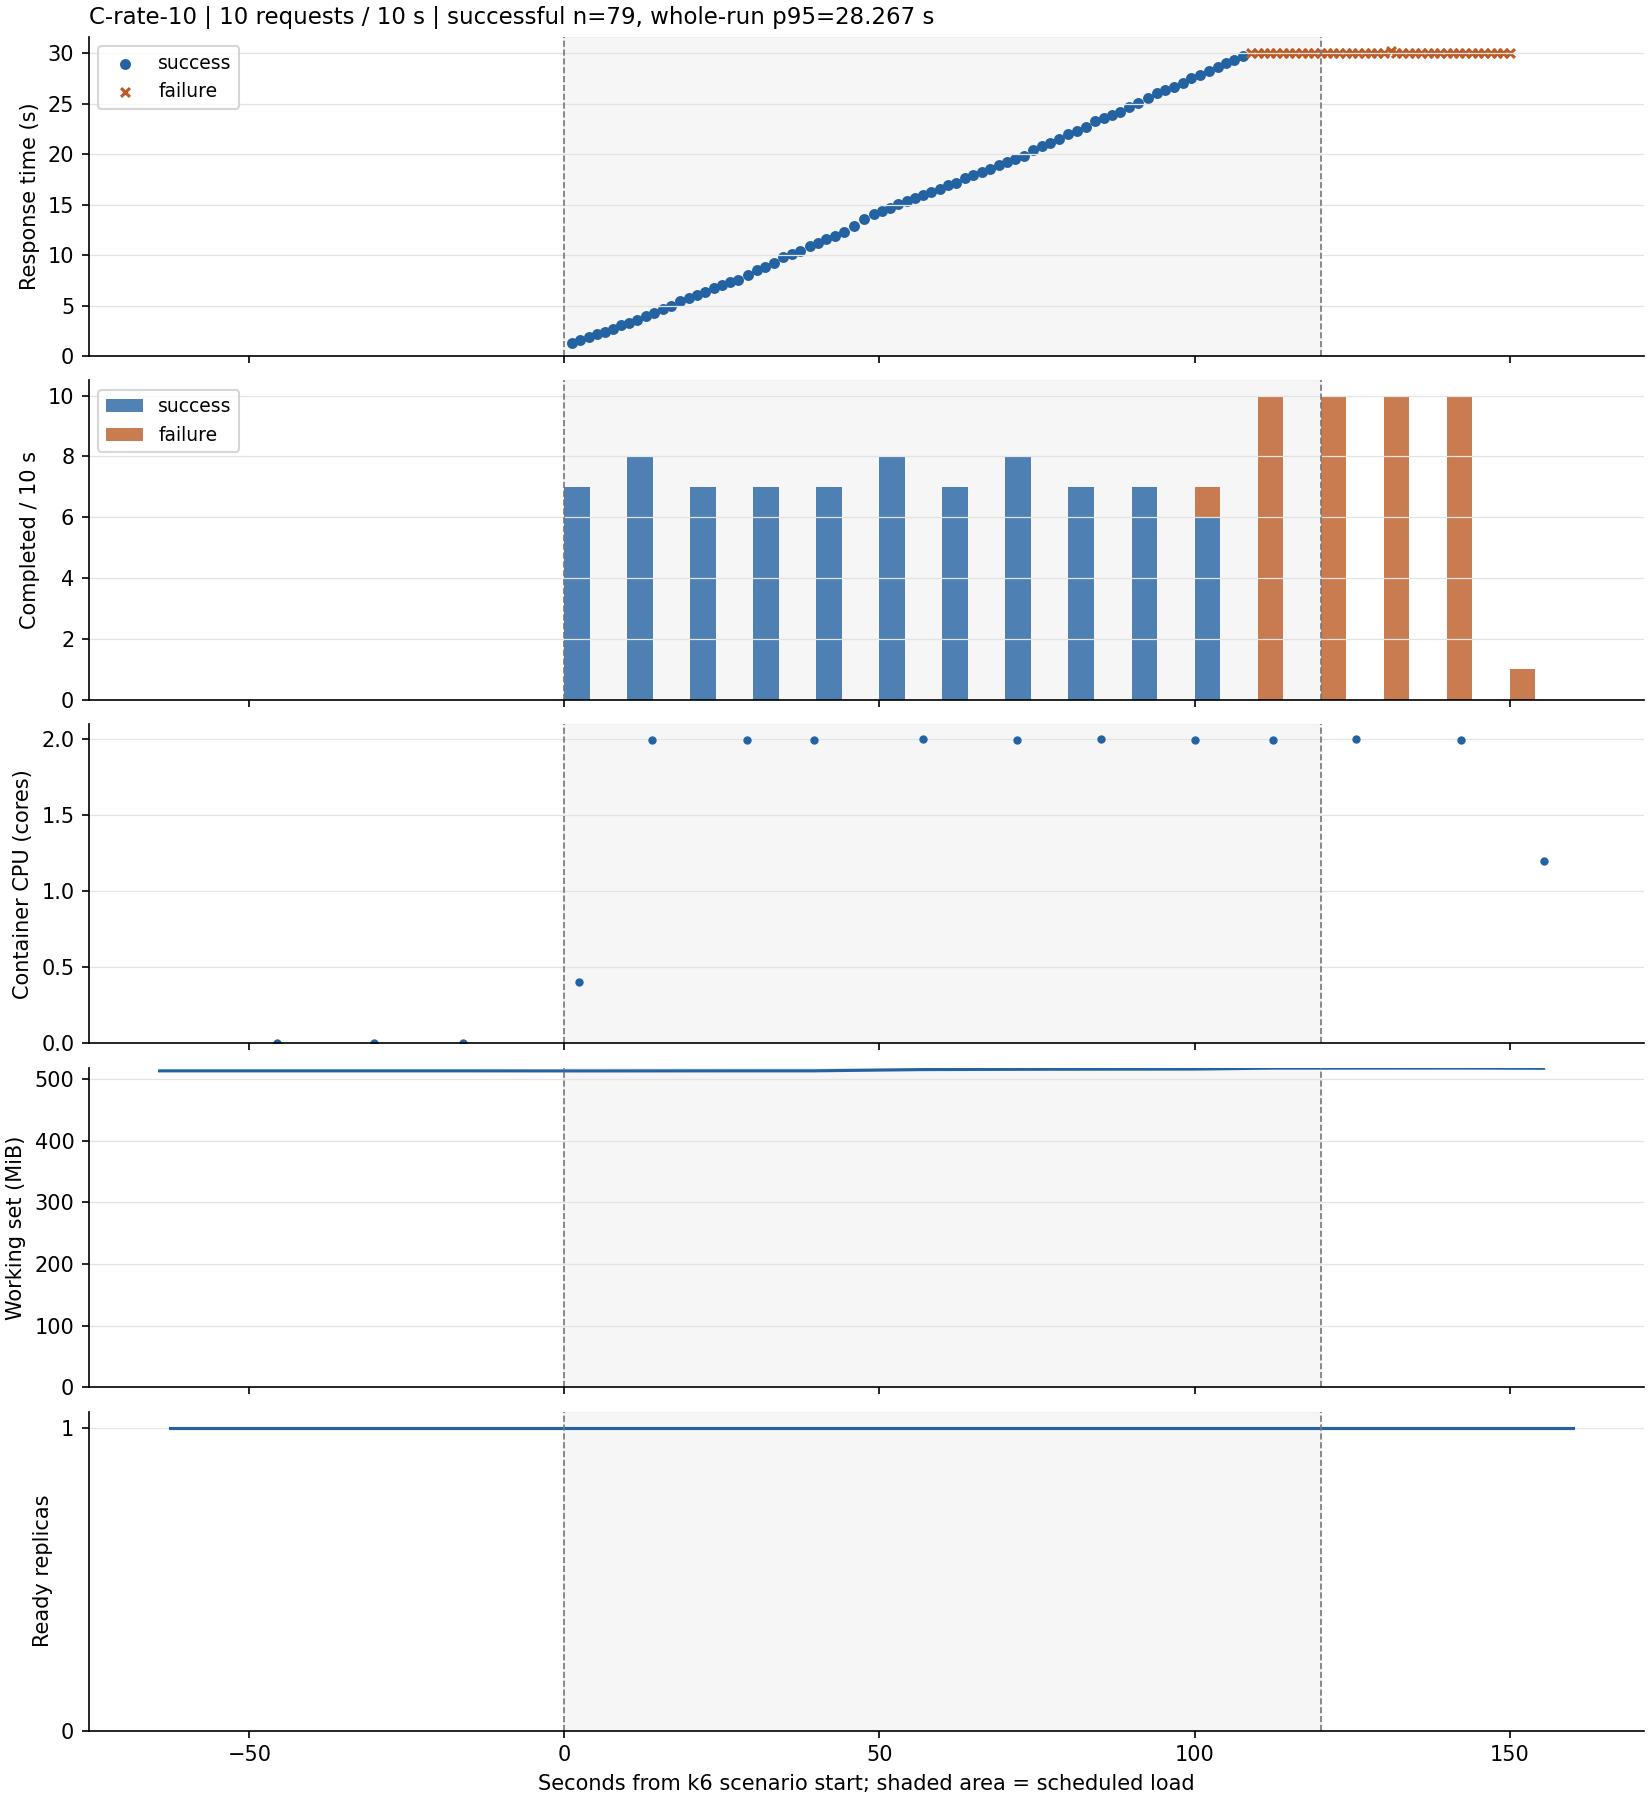 C-rate-10 | 10 requests / 10 s | successful n=79, whole-run p95=28.267 s
Response time (s)
30
25
20
15
10
5
0
success
failure
Completed / 10 s
10
8
6
4
2
0
success
failure
Container CPU (cores)
2.0
1.5
1.0
0.5
0.0
Working set (MiB)
500
400
300
200
100
0
Ready replicas
1
0
−50 0 50 100 150
Seconds from k6 scenario start; shaded area = scheduled load